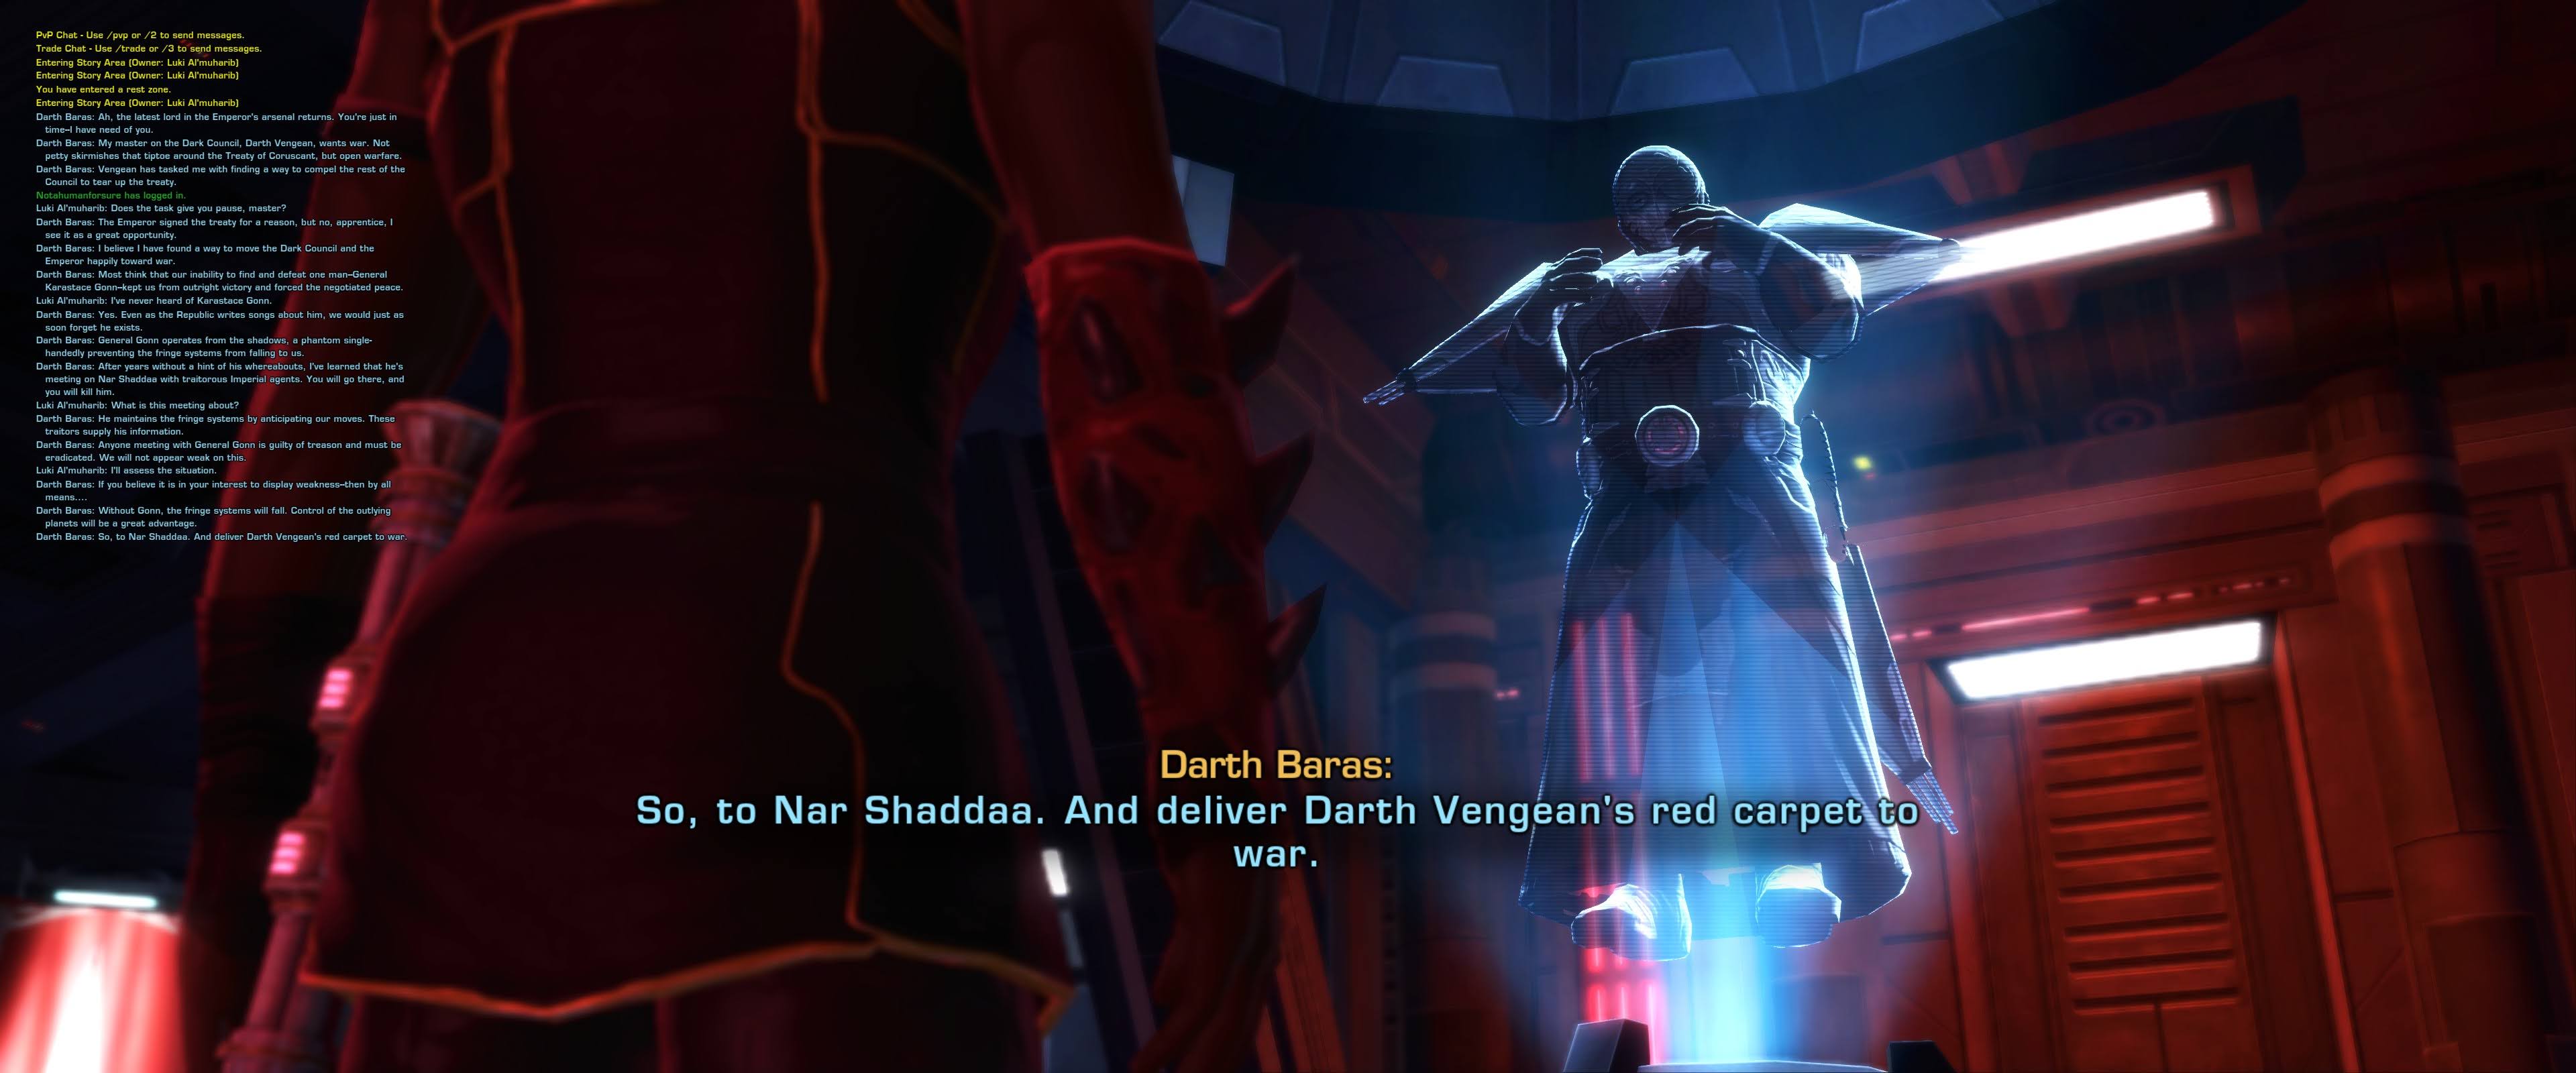 PvP Chat - Use /pvp or /2 to send messages.
Trade Chat - Use /trade or /3 to send messages.
Entering Story Area (Owner: Luki Al'muharib)
Entering Story Area (Owner: Luki Al'muharib)
You have entered a rest zone.
Entering Story Area (Owner: Luki Al'muharib)
Darth Baras: Ah, the latest lord in the Emperor's arsenal returns. You're just in
time–I have need of you.
Darth Baras: My master on the Dark Council, Darth Vengean, wants war. Not
petty skirmishes that tiptoe around the Treaty of Coruscant, but open warfare.
Darth Baras: Vengean has tasked me with finding a way to compel the rest of the
Council to tear up the treaty.
Notahumanforsure has logged in.
Luki Al'muharib: Does the task give you pause, master?
Darth Baras: The Emperor signed the treaty for a reason, but no, apprentice, I
see it as a great opportunity.
Darth Baras: I believe I have found a way to move the Dark Council and the
Emperor happily toward war.
Darth Baras: Most think that our inability to find and defeat one man–General
Karastace Gonn–kept us from outright victory and forced the negotiated peace.
Luki Al'muharib: I've never heard of Karastace Gonn.
Darth Baras: Yes. Even as the Republic writes songs about him, we would just as
soon forget he exists.
Darth Baras: General Gonn operates from the shadows, a phantom single-
handedly preventing the fringe systems from falling to us.
Darth Baras: After years without a hint of his whereabouts, I've learned that he's
meeting on Nar Shaddaa with traitorous Imperial agents. You will go there, and
you will kill him.
Luki Al'muharib: What is this meeting about?
Darth Baras: He maintains the fringe systems by anticipating our moves. These
traitors supply his information.
Darth Baras: Anyone meeting with General Gonn is guilty of treason and must be
eradicated. We will not appear weak on this.
Luki Al'muharib: I'll assess the situation.
Darth Baras: If you believe it is in your interest to display weakness–then by all
means....
Darth Baras: Without Gonn, the fringe systems will fall. Control of the outlying
planets will be a great advantage.
Darth Baras: So, to Nar Shaddaa. And deliver Darth Vengean's red carpet to war.
Darth Baras:
So, to Nar Shaddaa. And deliver Darth Vengean's red carpet to
war.